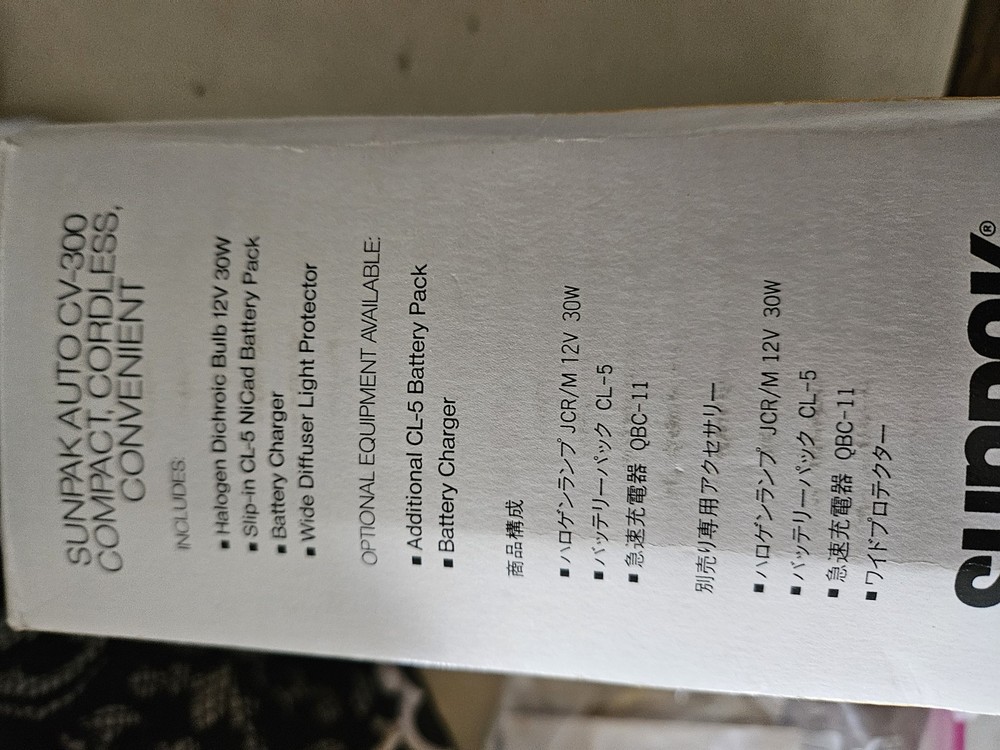 SUNPAK AUTO CV-300
COMPACT, CORDLESS,
CONVENIENT
INCLUDES:
■ Halogen Dichroic Bulb 12V 30W
■ Slip-in CL-5 NiCad Battery Pack
■ Battery Charger
■ Wide Diffuser Light Protector
OPTIONAL EQUIPMENT AVAILABLE:
■ Additional CL-5 Battery Pack
■ Battery Charger
商品構成
■ ハロゲンランプ JCR/M 12V 30W
■ バッテリーパック CL-5
■ 急速充電器 QBC-11
別売り専用アクセサリー
■ ハロゲンランプ JCR/M 12V 30W
■ バッテリーパック CL-5
■ 急速充電器 QBC-11
■ ワイドプロテクター
SUNPAK®